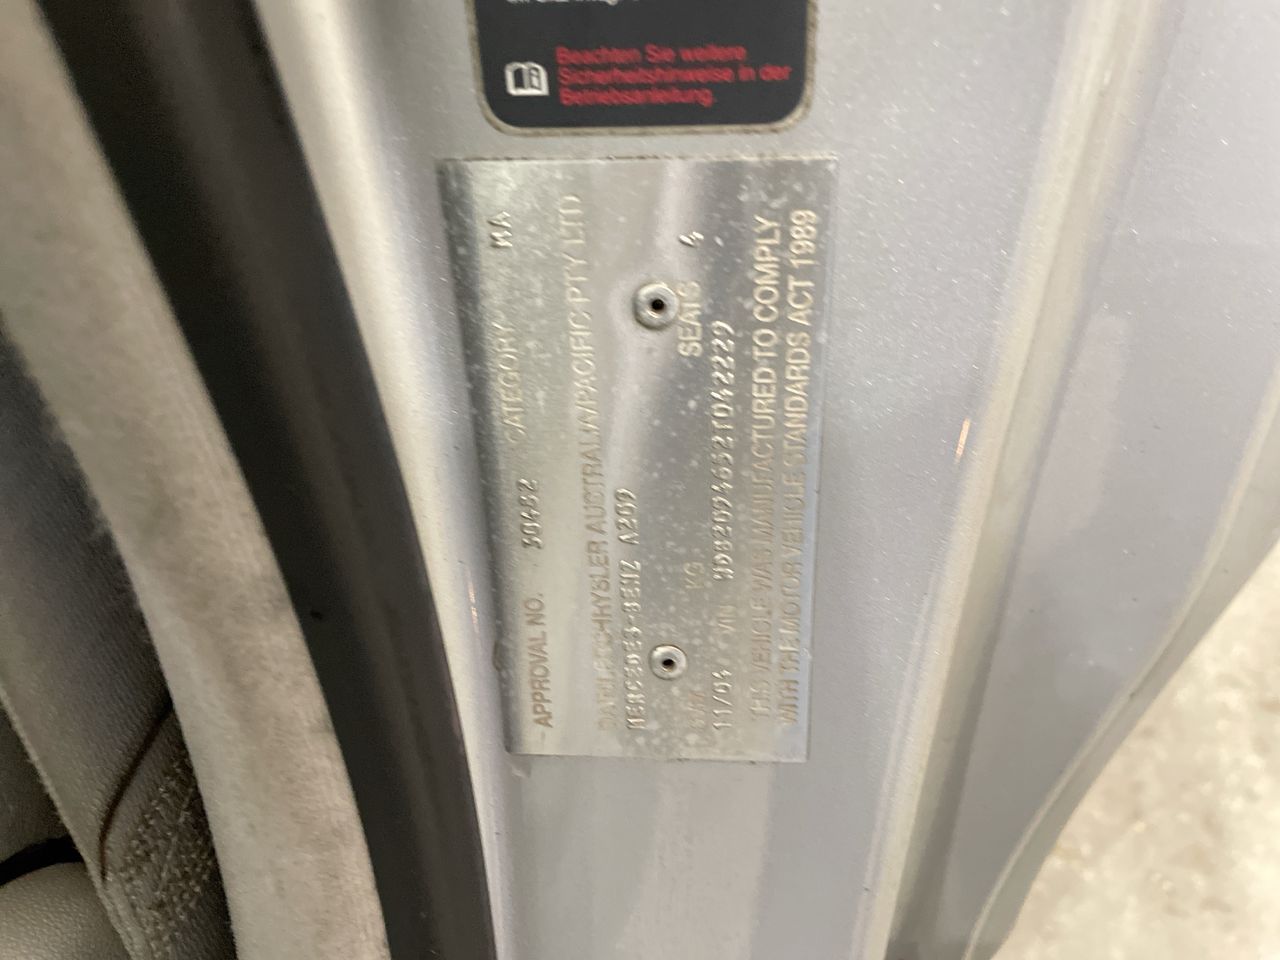 Beachten Sie weitere
Sicherheitshinweise in der
Betriebsanleitung.
APPROVAL NO. 30482 CATEGORY MA
DAIMLERCHRYSLER AUSTRALIA/PACIFIC PTY LTD
MERCEDES-BENZ A209
KG SEATS 4
11/04 VIN WDB2094652T042229
THIS VEHICLE WAS MANUFACTURED TO COMPLY
WITH THE MOTOR VEHICLE STANDARDS ACT 1989